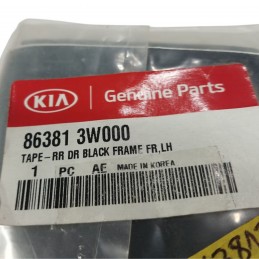 KIA Genuine Parts
86381 3W000
TAPE-RR DR BLACK FRAME FR,LH
1 PC AE MADE IN KOREA